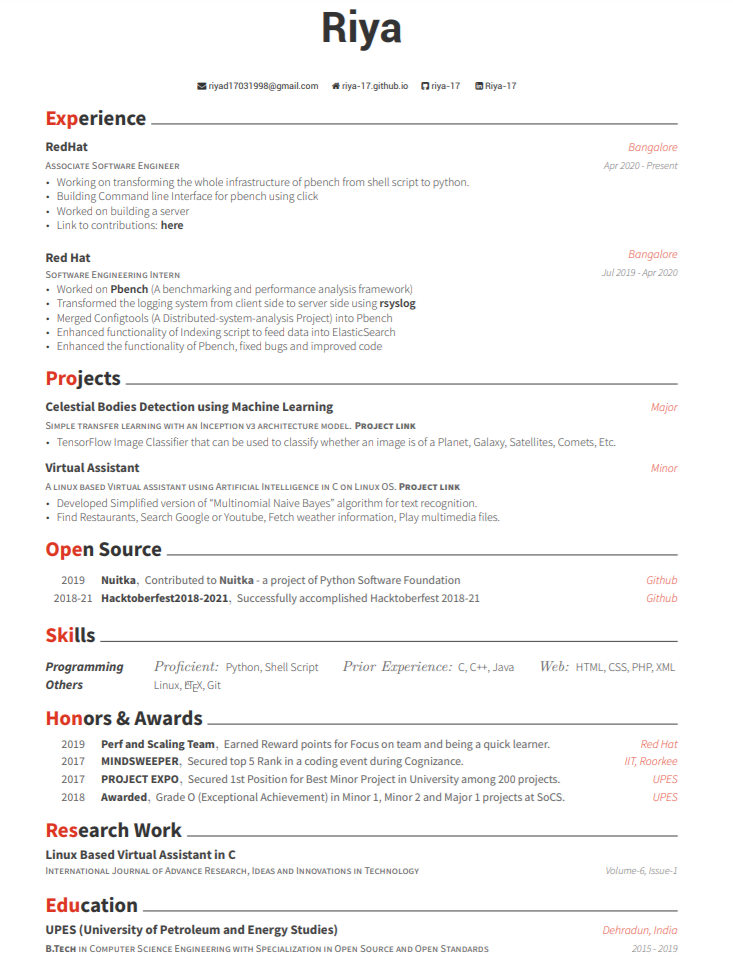 Riya
riyad17031998@gmail.com riya-17.github.io riya-17 Riya-17
Experience
RedHat Bangalore
Associate Software Engineer Apr 2020 - Present
• Working on transforming the whole infrastructure of pbench from shell script to python.
• Building Command line Interface for pbench using click
• Worked on building a server
• Link to contributions: here
Red Hat Bangalore
Software Engineering Intern Jul 2019 - Apr 2020
• Worked on Pbench (A benchmarking and performance analysis framework)
• Transformed the logging system from client side to server side using rsyslog
• Merged Configtools (A Distributed-system-analysis Project) into Pbench
• Enhanced functionality of Indexing script to feed data into ElasticSearch
• Enhanced the functionality of Pbench, fixed bugs and improved code
Projects
Celestial Bodies Detection using Machine Learning Major
Simple transfer learning with an Inception v3 architecture model. Project link
• TensorFlow Image Classifier that can be used to classify whether an image is of a Planet, Galaxy, Satellites, Comets, Etc.
Virtual Assistant Minor
A linux based Virtual assistant using Artificial Intelligence in C on Linux OS. Project link
• Developed Simplified version of "Multinomial Naive Bayes" algorithm for text recognition.
• Find Restaurants, Search Google or Youtube, Fetch weather information, Play multimedia files.
Open Source
2019 Nuitka, Contributed to Nuitka - a project of Python Software Foundation Github
2018-21 Hacktoberfest2018-2021, Successfully accomplished Hacktoberfest 2018-21 Github
Skills
Programming Proficient: Python, Shell Script Prior Experience: C, C++, Java Web: HTML, CSS, PHP, XML
Others Linux, LaTeX, Git
Honors & Awards
2019 Perf and Scaling Team, Earned Reward points for Focus on team and being a quick learner. Red Hat
2017 MINDSWEEPER, Secured top 5 Rank in a coding event during Cognizance. IIT, Roorkee
2017 PROJECT EXPO, Secured 1st Position for Best Minor Project in University among 200 projects. UPES
2018 Awarded, Grade O (Exceptional Achievement) in Minor 1, Minor 2 and Major 1 projects at SoCS. UPES
Research Work
Linux Based Virtual Assistant in C
International Journal of Advance Research, Ideas and Innovations in Technology Volume-6, Issue-1
Education
UPES (University of Petroleum and Energy Studies) Dehradun, India
B.Tech in Computer Science Engineering with Specialization in Open Source and Open Standards 2015 - 2019